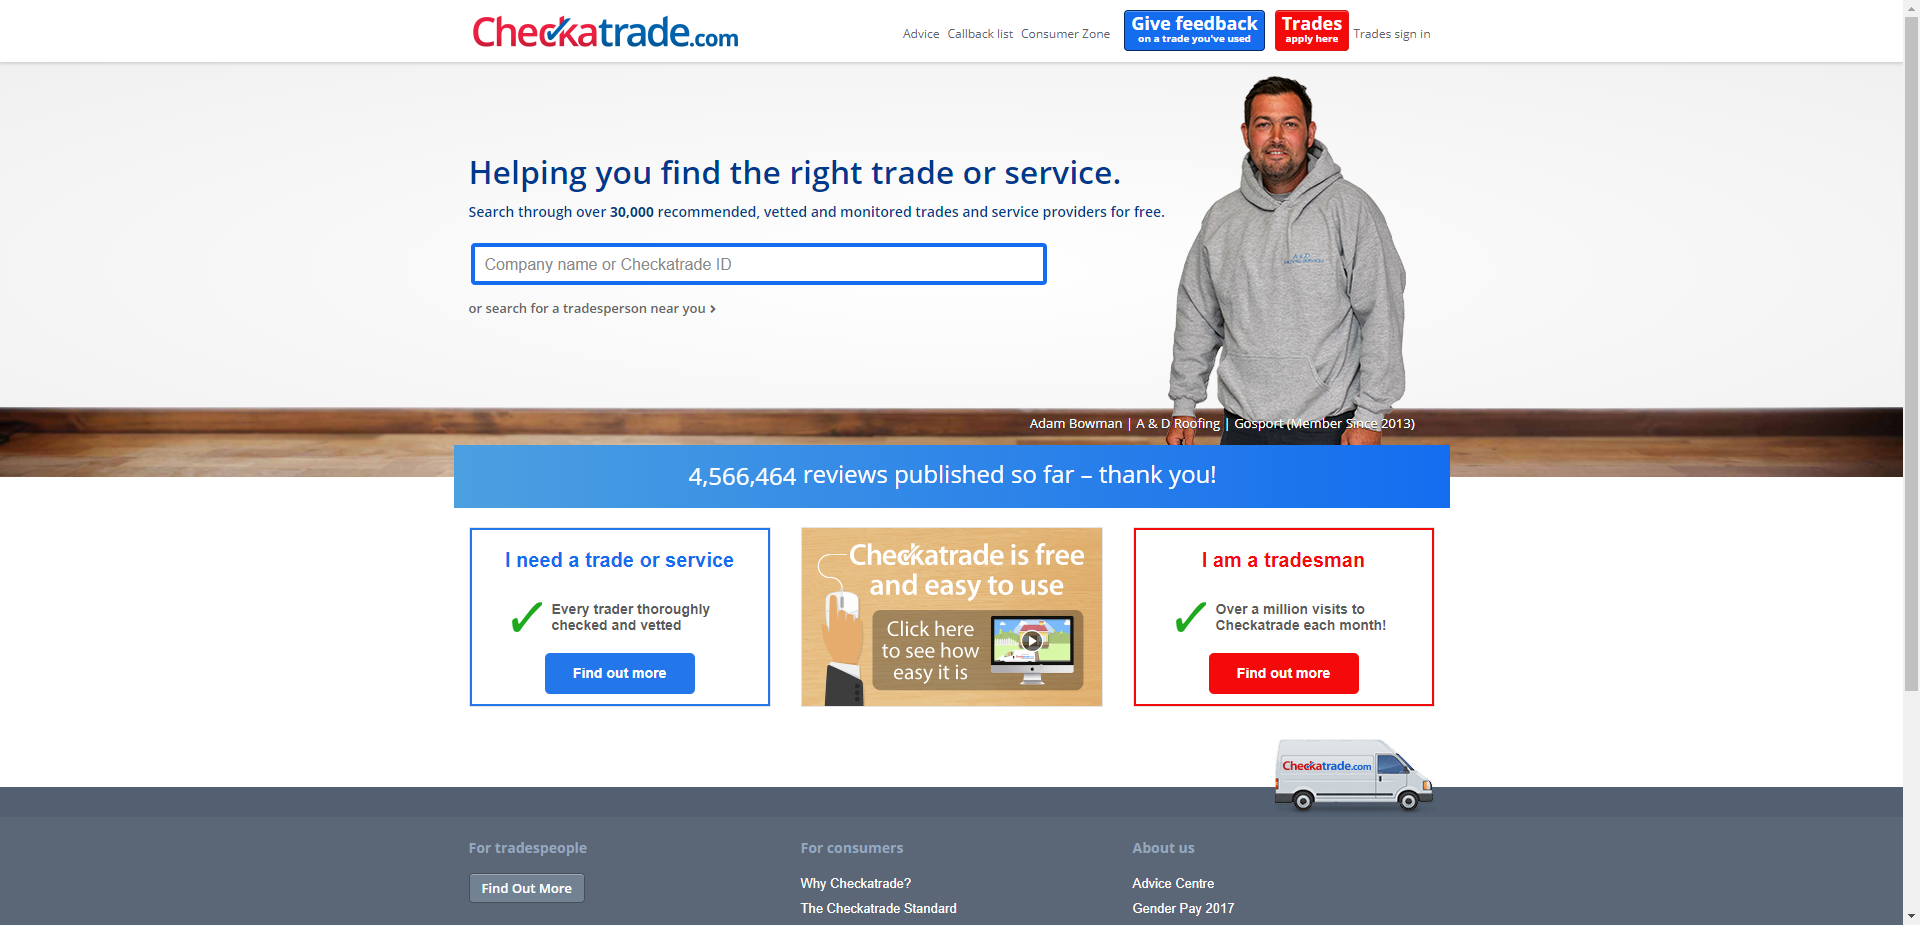 Checkatrade.com
Advice Callback list Consumer Zone
Give feedback
on a trade you've used
Trades
apply here
Trades sign in
Helping you find the right trade or service.
Search through over 30,000 recommended, vetted and monitored trades and service providers for free.
Company name or Checkatrade ID
or search for a tradesperson near you >
A & D
Adam Bowman | A & D Roofing | Gosport (Member Since 2013)
4,566,464 reviews published so far – thank you!
I need a trade or service
Every trader thoroughly
checked and vetted
Find out more
Checkatrade is free
and easy to use
Click here
to see how
easy it is
I am a tradesman
Over a million visits to
Checkatrade each month!
Find out more
Checkatrade.com
For tradespeople
Find Out More
For consumers
Why Checkatrade?
The Checkatrade Standard
About us
Advice Centre
Gender Pay 2017